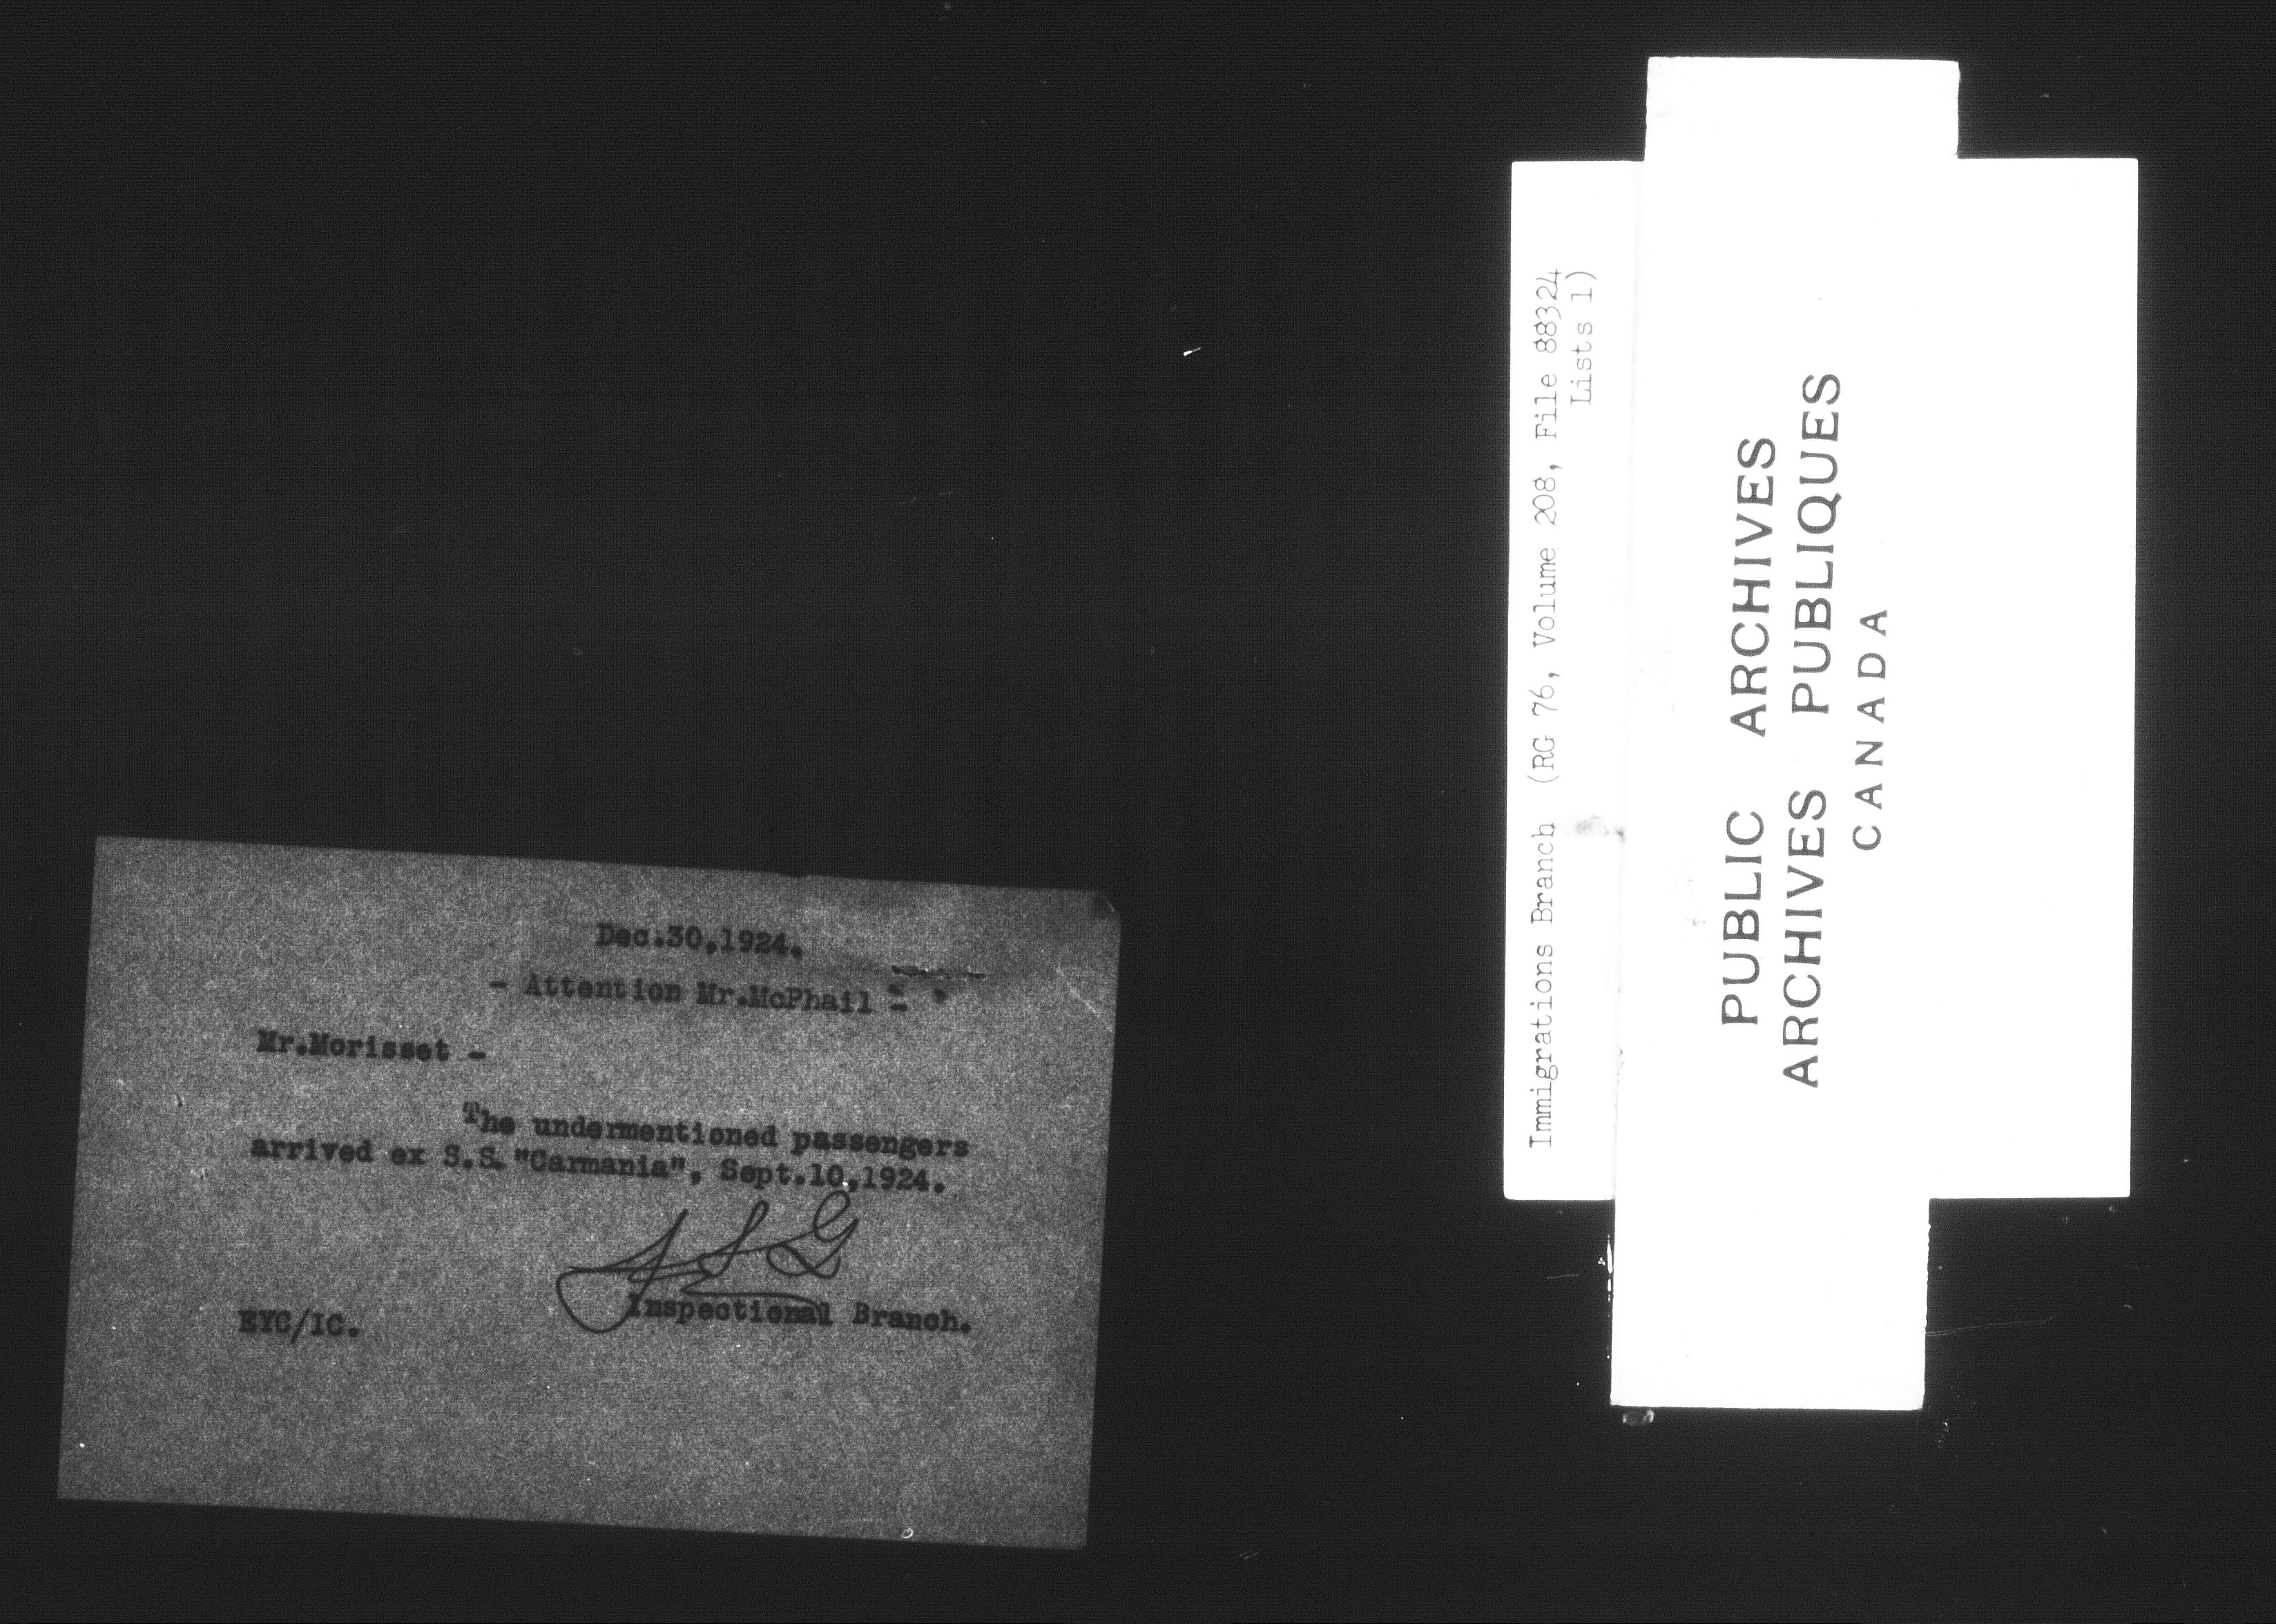 Dec.30,1924.
- Attention Mr.McPhail -
Mr.Morisset -
The undermentioned passengers
arrived ex S.S. "Carmania", Sept.10,1924.
Inspectional Branch.
EYC/IC.
Immigrations Branch (RG 76, Volume 208, File 88324
Lists 1)
PUBLIC ARCHIVES
ARCHIVES PUBLIQUES
CANADA